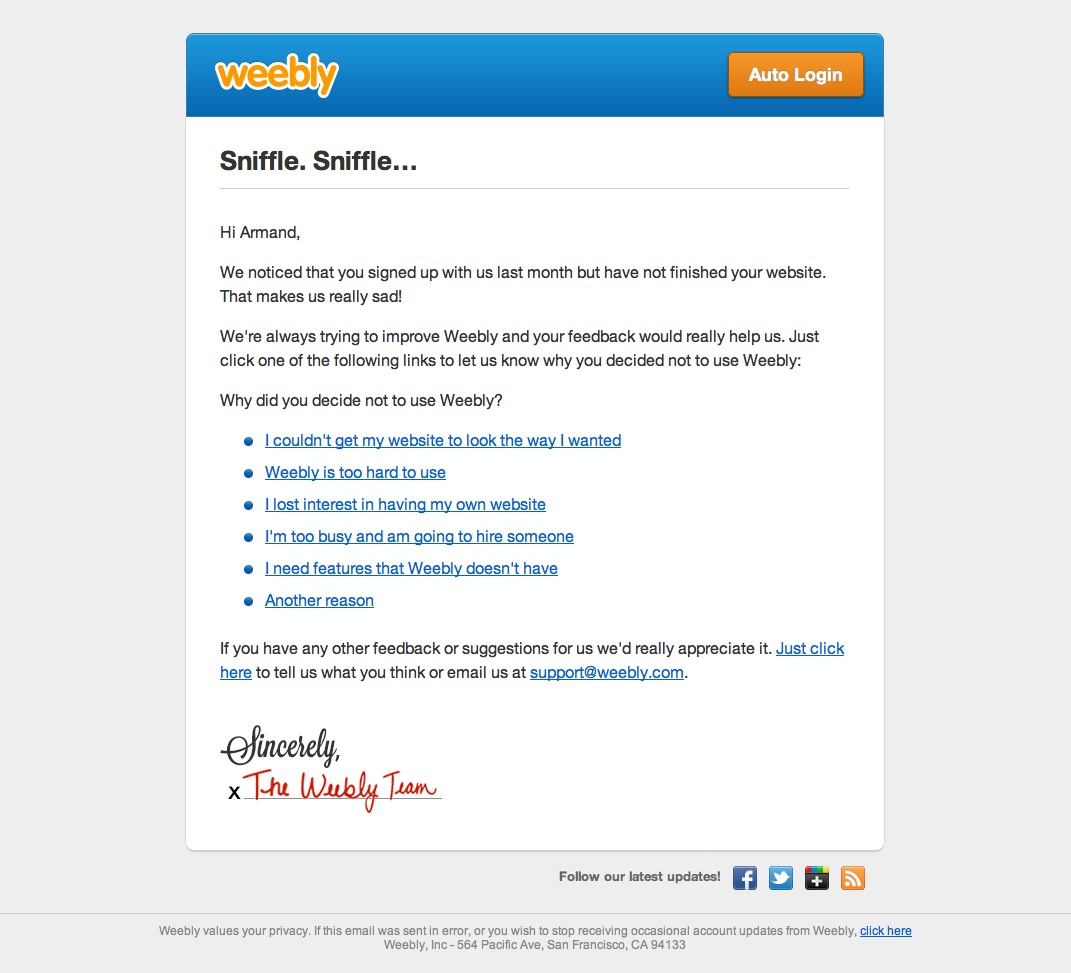 weebly
Auto Login
Sniffle. Sniffle...
Hi Armand,
We noticed that you signed up with us last month but have not finished your website.
That makes us really sad!
We're always trying to improve Weebly and your feedback would really help us. Just
click one of the following links to let us know why you decided not to use Weebly:
Why did you decide not to use Weebly?
I couldn't get my website to look the way I wanted
Weebly is too hard to use
I lost interest in having my own website
I'm too busy and am going to hire someone
I need features that Weebly doesn't have
Another reason
If you have any other feedback or suggestions for us we'd really appreciate it. Just click
here to tell us what you think or email us at support@weebly.com.
Sincerely,
x The Weebly Team
Follow our latest updates!
Weebly values your privacy. If this email was sent in error, or you wish to stop receiving occasional account updates from Weebly, click here
Weebly, Inc - 564 Pacific Ave, San Francisco, CA 94133